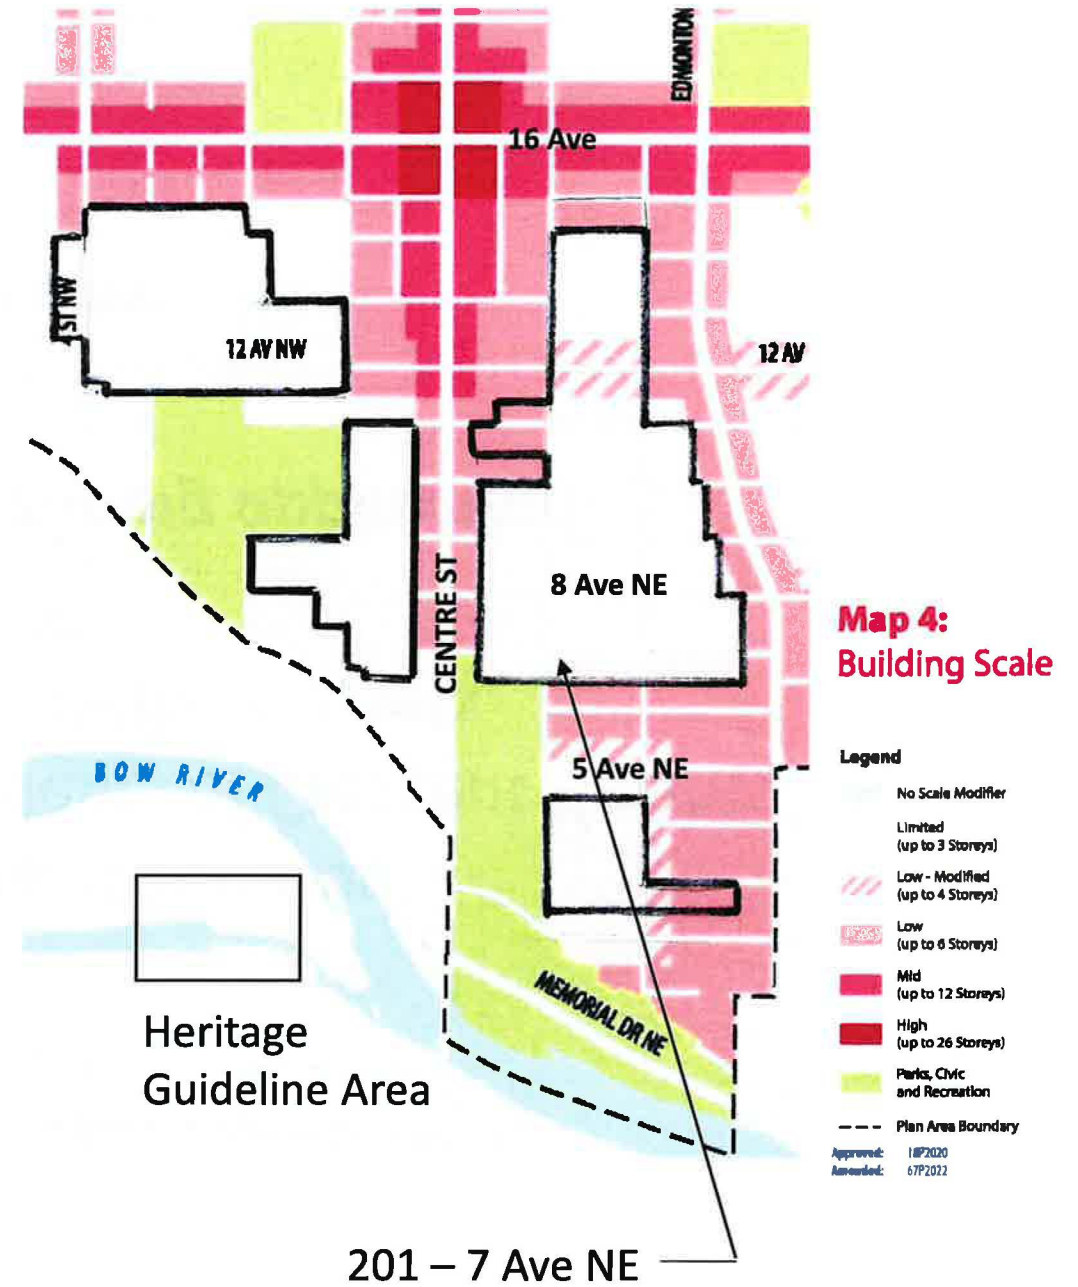 EDMONTON
16 Ave
1 ST NW
12 AV NW
12 AV
CENTRE ST
8 Ave NE
Map 4:
Building Scale
5 Ave NE
BOW RIVER
MEMORIAL DR NE
Heritage
Guideline Area
Legend
No Scale Modifier
Limited
(up to 3 Storeys)
Low - Modified
(up to 4 Storeys)
Low
(up to 6 Storeys)
Mid
(up to 12 Storeys)
High
(up to 26 Storeys)
Parks, Civic
and Recreation
Plan Area Boundary
Approved: 18P2020
Amended: 67P2022
201 – 7 Ave NE